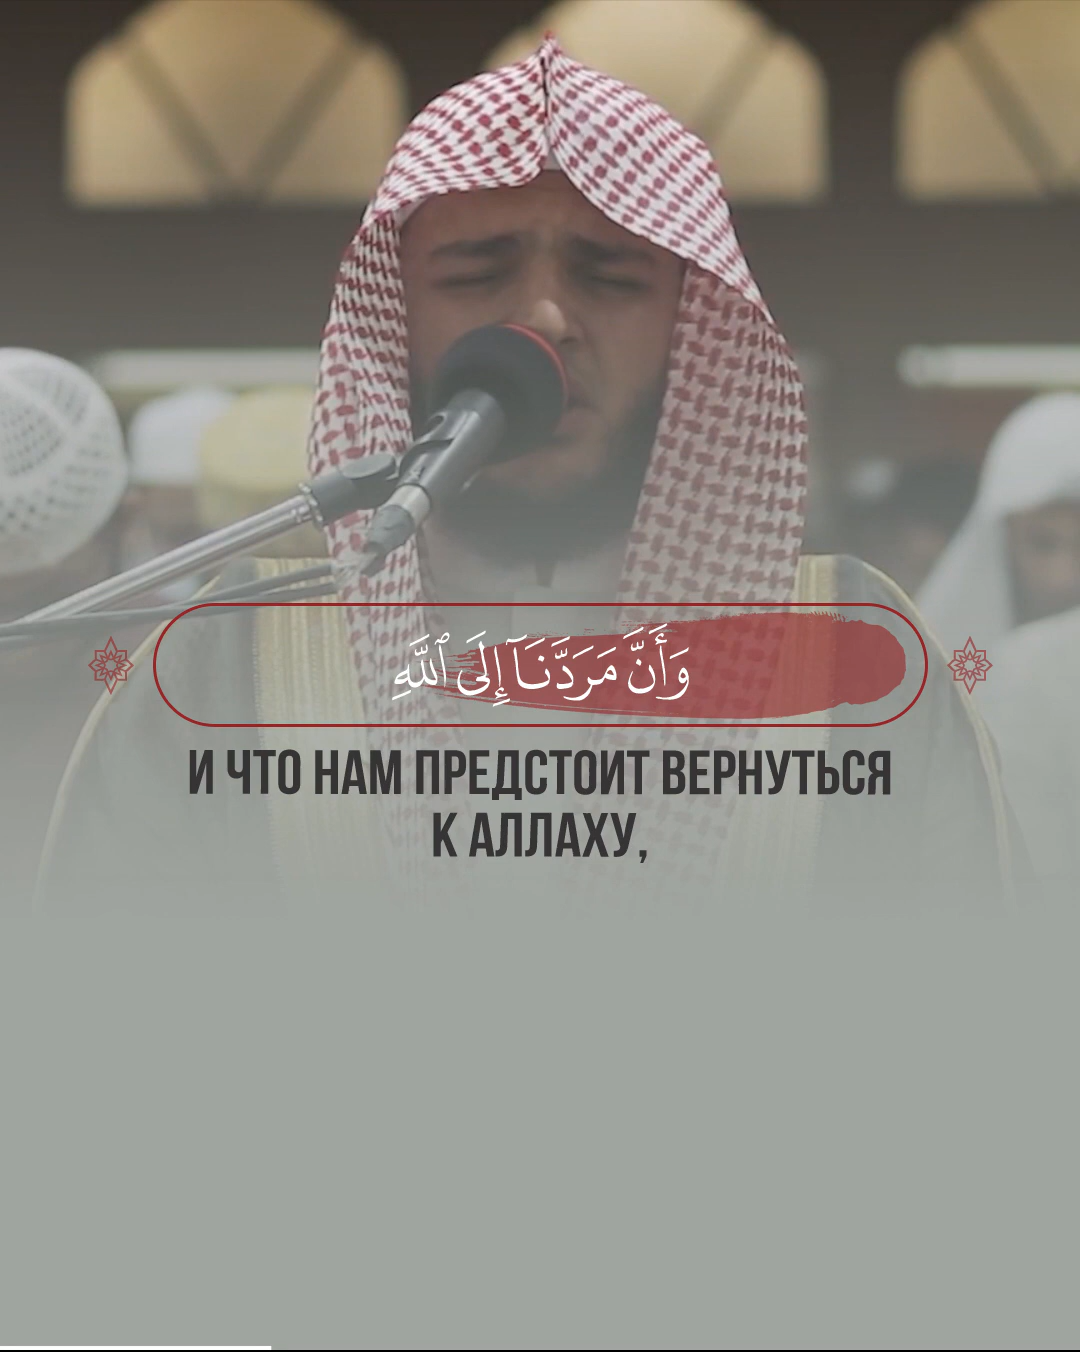 وَأَنَّ مَرَدَّنَآ إِلَى ٱللَّهِ
И ЧТО НАМ ПРЕДСТОИТ ВЕРНУТЬСЯ
К АЛЛАХУ,